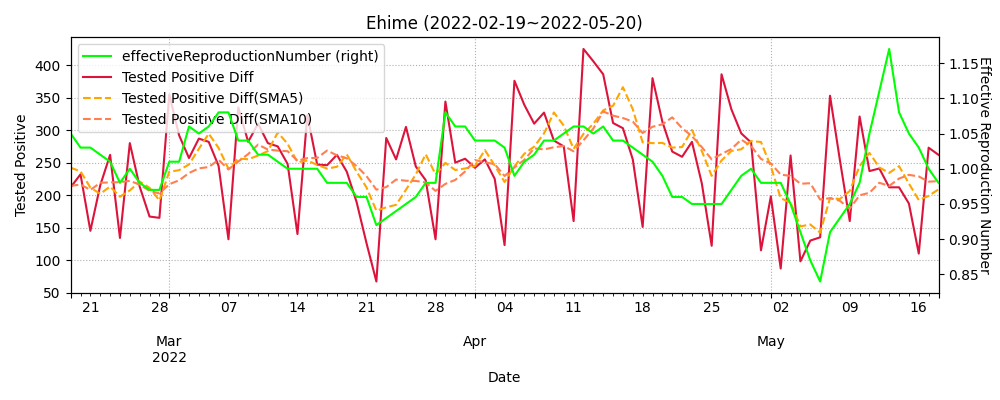 Ehime (2022-02-19~2022-05-20)
effectiveReproductionNumber (right)
Tested Positive Diff
Tested Positive Diff(SMA5)
Tested Positive Diff(SMA10)
Tested Positive
400
350
300
250
200
150
100
50
1.15
1.10
1.05
1.00
0.95
0.90
0.85
Effective Reproduction Number
21 28 07 14 21 28 04 11 18 25 02 09 16
Mar Apr May
2022
Date